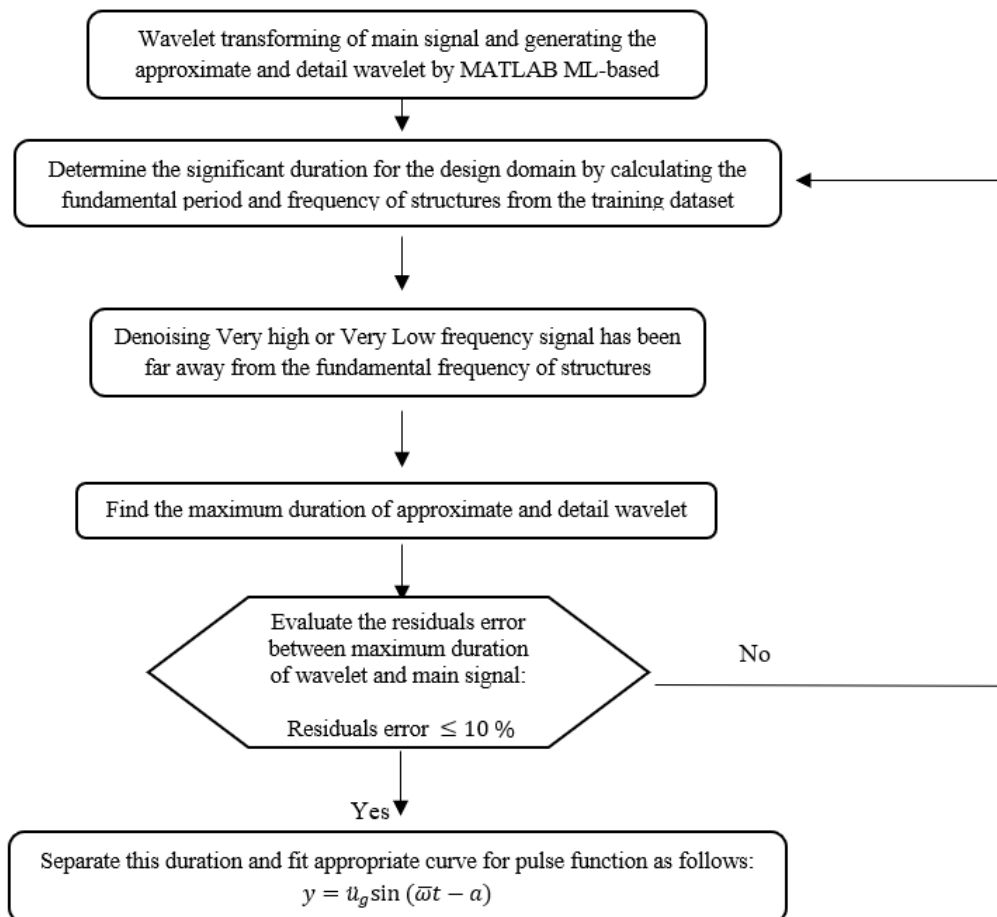 Wavelet transforming of main signal and generating the
approximate and detail wavelet by MATLAB ML-based
Determine the significant duration for the design domain by calculating the
fundamental period and frequency of structures from the training dataset
Denoising Very high or Very Low frequency signal has been
far away from the fundamental frequency of structures
Find the maximum duration of approximate and detail wavelet
Evaluate the residuals error
between maximum duration
of wavelet and main signal:
Residuals error ≤ 10 %
No
Yes
Separate this duration and fit appropriate curve for pulse function as follows:
y = ü_g sin (ω̅t − a)